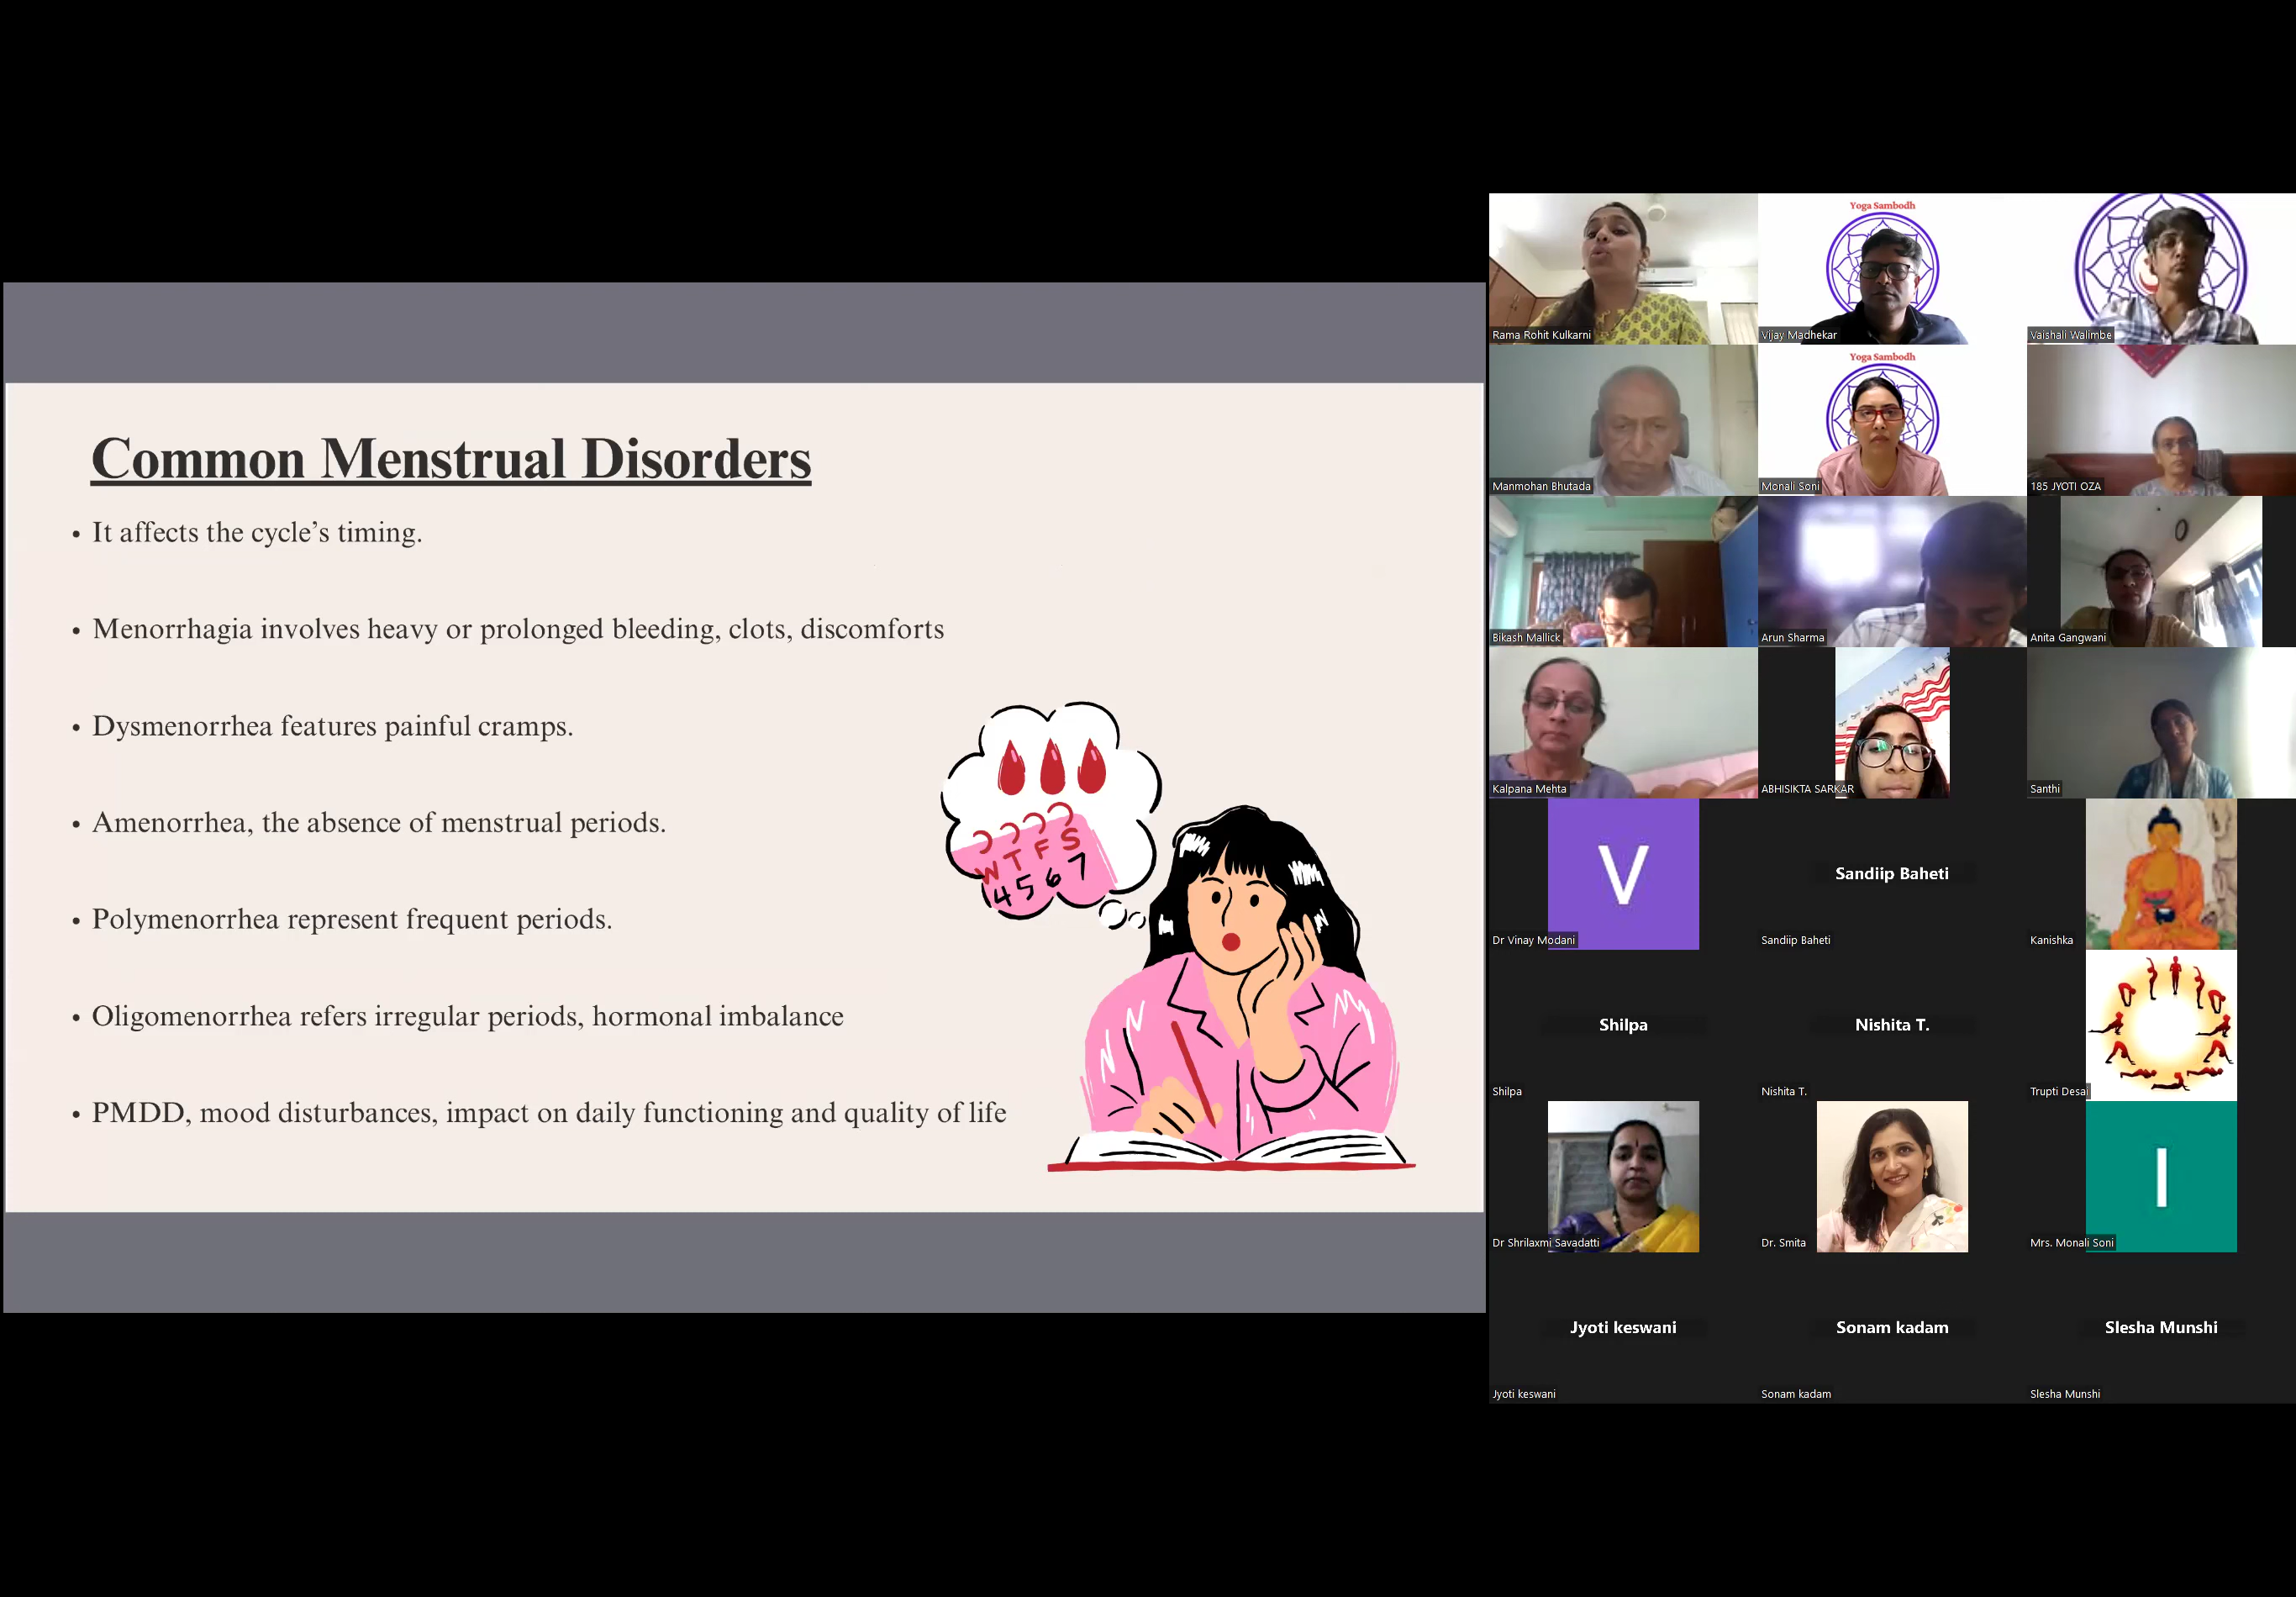 Common Menstrual Disorders
• It affects the cycle’s timing.
• Menorrhagia involves heavy or prolonged bleeding, clots, discomforts
• Dysmenorrhea features painful cramps.
• Amenorrhea, the absence of menstrual periods.
• Polymenorrhea represent frequent periods.
• Oligomenorrhea refers irregular periods, hormonal imbalance
• PMDD, mood disturbances, impact on daily functioning and quality of life
W T F S
4 5 6 7
Rama Rohit Kulkarni
Yoga Sambodh
Vijay Madhekar
Vaishali Walimbe
Manmohan Bhutada
Yoga Sambodh
Monali Soni
185 JYOTI OZA
Bikash Mallick
Arun Sharma
Anita Gangwani
Kalpana Mehta
ABHISIKTA SARKAR
Santhi
V
Dr Vinay Modani
Sandiip Baheti
Sandiip Baheti
Kanishka
Shilpa
Shilpa
Nishita T.
Nishita T.
Trupti Desai
Dr Shrilaxmi Savadatti
Dr. Smita
I
Mrs. Monali Soni
Jyoti keswani
Jyoti keswani
Sonam kadam
Sonam kadam
Slesha Munshi
Slesha Munshi